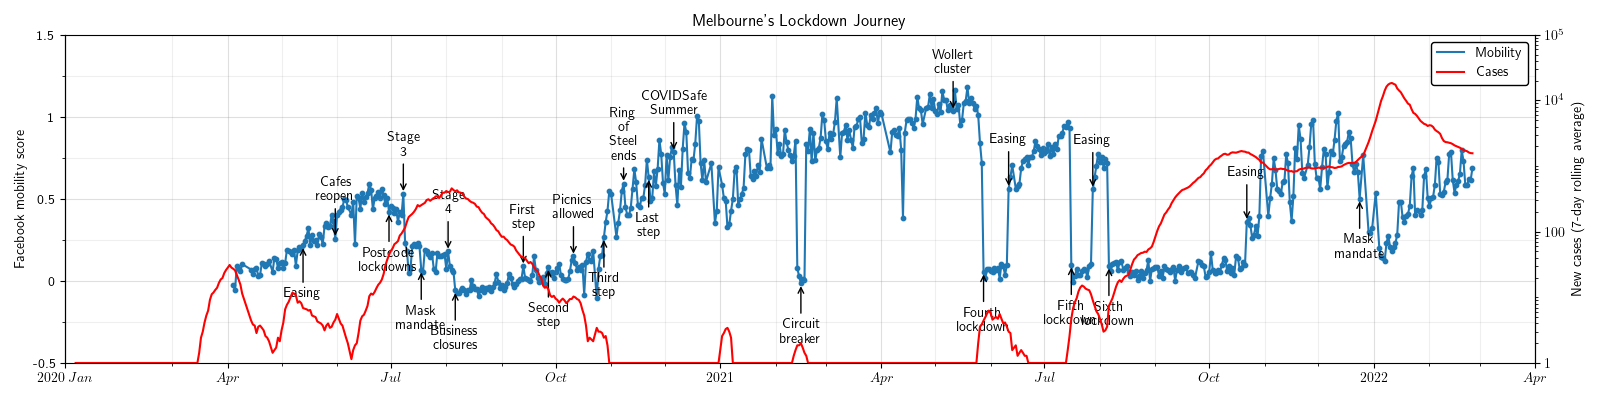 Melbourne's Lockdown Journey
Facebook mobility score
1.5
1
0.5
0
-0.5
New cases (7-day rolling average)
10^5
10^4
100
1
Mobility
Cases
Easing
Cafes
reopen
Postcode
lockdowns
Stage
3
Mask
mandate
Stage
4
Business
closures
First
step
Second
step
Picnics
allowed
Third
step
Ring
of
Steel
ends
Last
step
COVIDSafe
Summer
Circuit
breaker
Wollert
cluster
Fourth
lockdown
Easing
Fifth
lockdown
Easing
Sixth
lockdown
Easing
Mask
mandate
2020 Jan
Apr
Jul
Oct
2021
Apr
Jul
Oct
2022
Apr